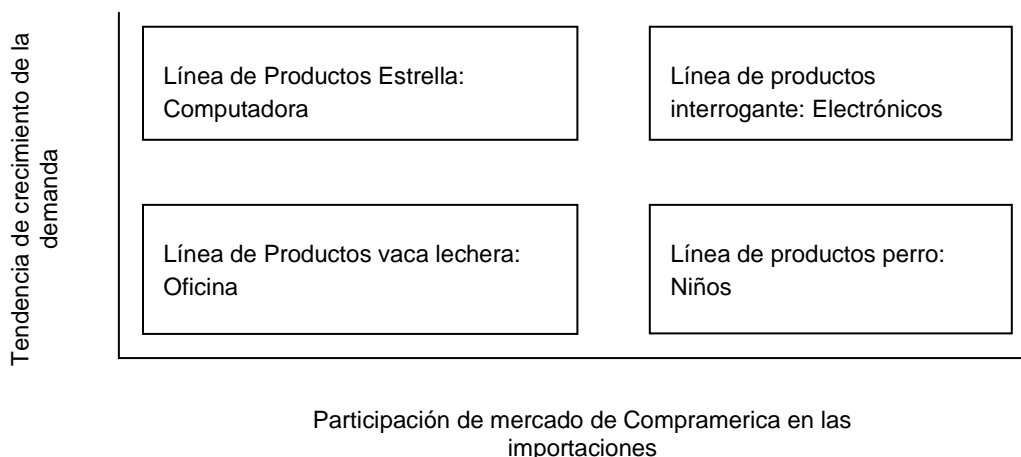 Tendencia de crecimiento de la
demanda
Línea de Productos Estrella:
Computadora
Línea de productos
interrogante: Electrónicos
Línea de Productos vaca lechera:
Oficina
Línea de productos perro:
Niños
Participación de mercado de Compramerica en las
importaciones